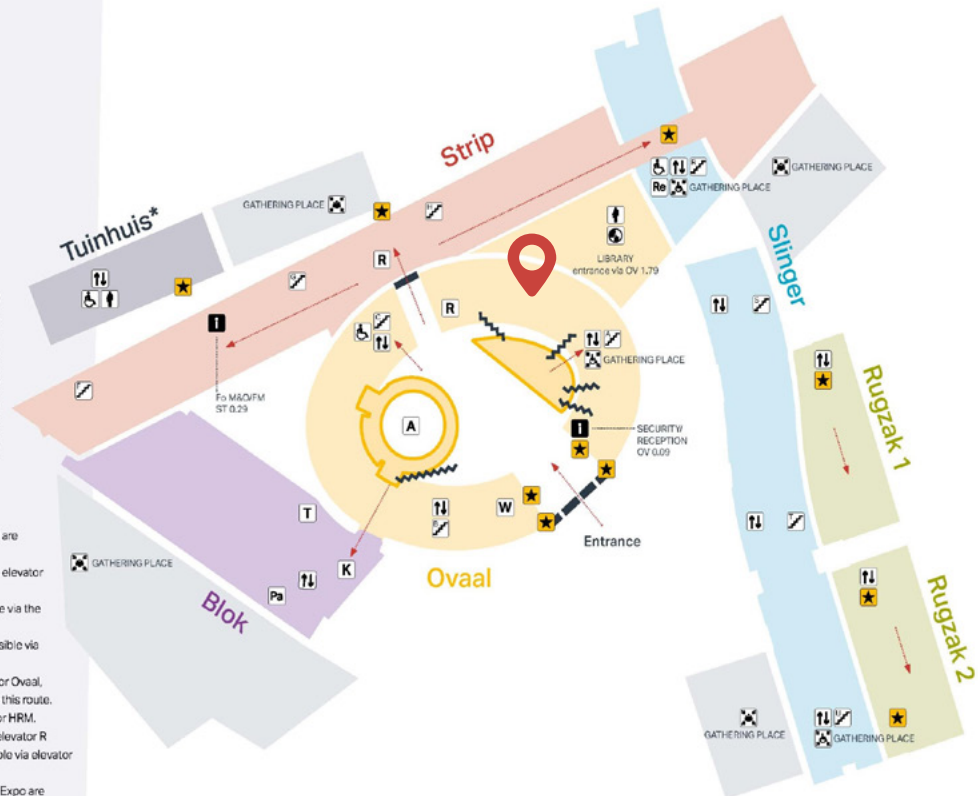 Strip
GATHERING PLACE
Re
GATHERING PLACE
GATHERING PLACE
Tuinhuis*
R
LIBRARY
entrance via OV 1.79
Slinger
R
i
GATHERING PLACE
Fo M&O/FM
ST 0.29
A
i
SECURITY/
RECEPTION
OV 0.09
Rugzak 1
T
W
Entrance
are
GATHERING PLACE
elevator
K
Ovaal
Pa
Blok
e via the
Rugzak 2
sible via
or Ovaal,
this route.
or HRM.
elevator R
ole via elevator
GATHERING PLACE
GATHERING PLACE
Expo are